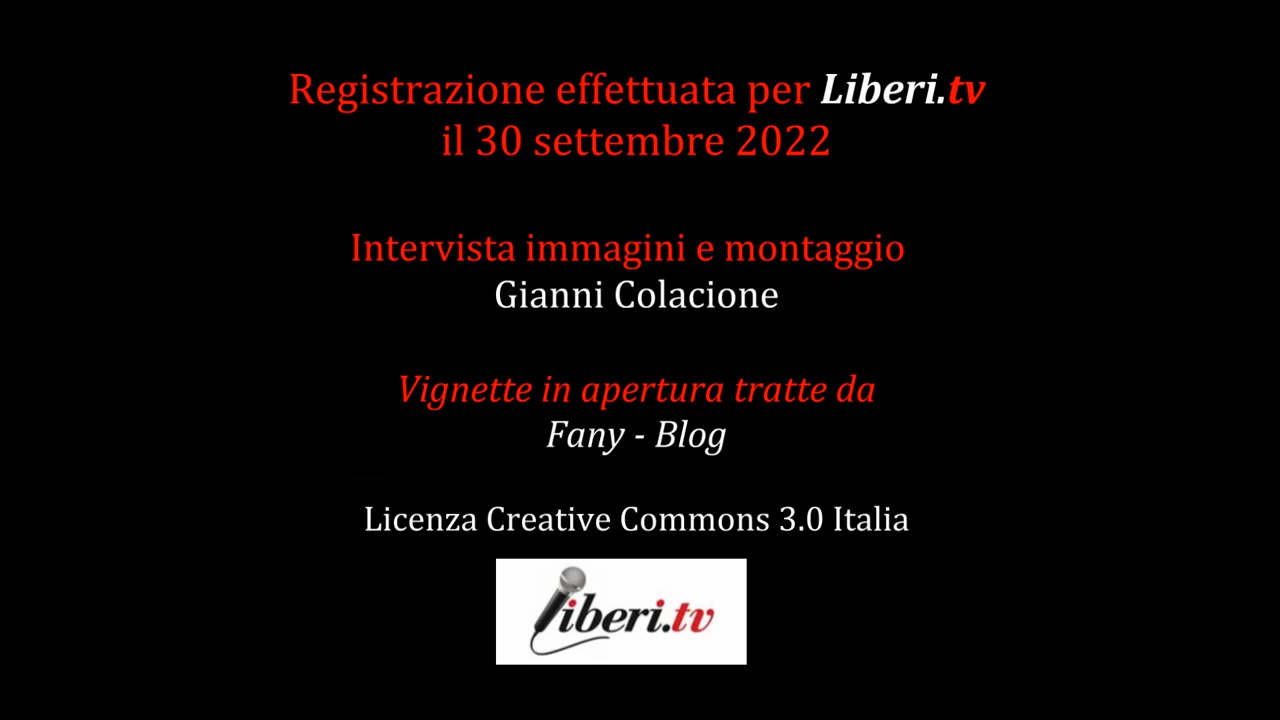 Registrazione effettuata per Liberi.tv
il 30 settembre 2022
Intervista immagini e montaggio
Gianni Colacione
Vignette in apertura tratte da
Fany - Blog
Licenza Creative Commons 3.0 Italia
liberi.tv